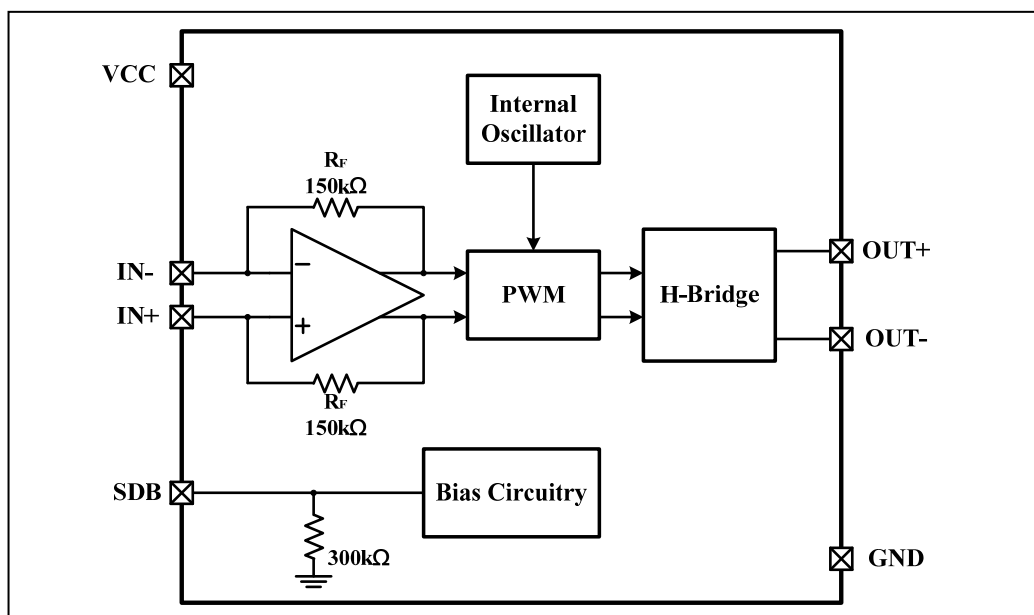 VCC
Internal
Oscillator
RF
150kΩ
IN-
IN+
−
+
PWM
H-Bridge
OUT+
OUT-
RF
150kΩ
SDB
Bias Circuitry
300kΩ
GND